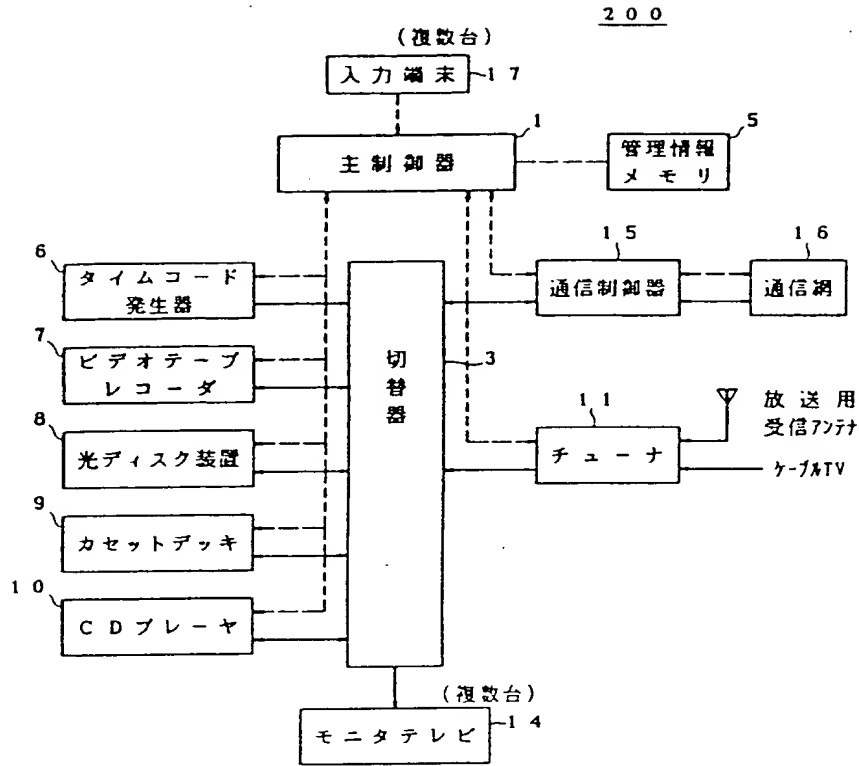 200
(複数台)
入力端末
17
1
主制御器
5
管理情報
メモリ
6
タイムコード
発生器
15
通信制御器
16
通信網
7
ビデオテープ
レコーダ
切替器
3
8
光ディスク装置
11
チューナ
放送用
受信アンテナ
ケーブルTV
9
カセットデッキ
10
CDプレーヤ
(複数台)
モニタテレビ
14